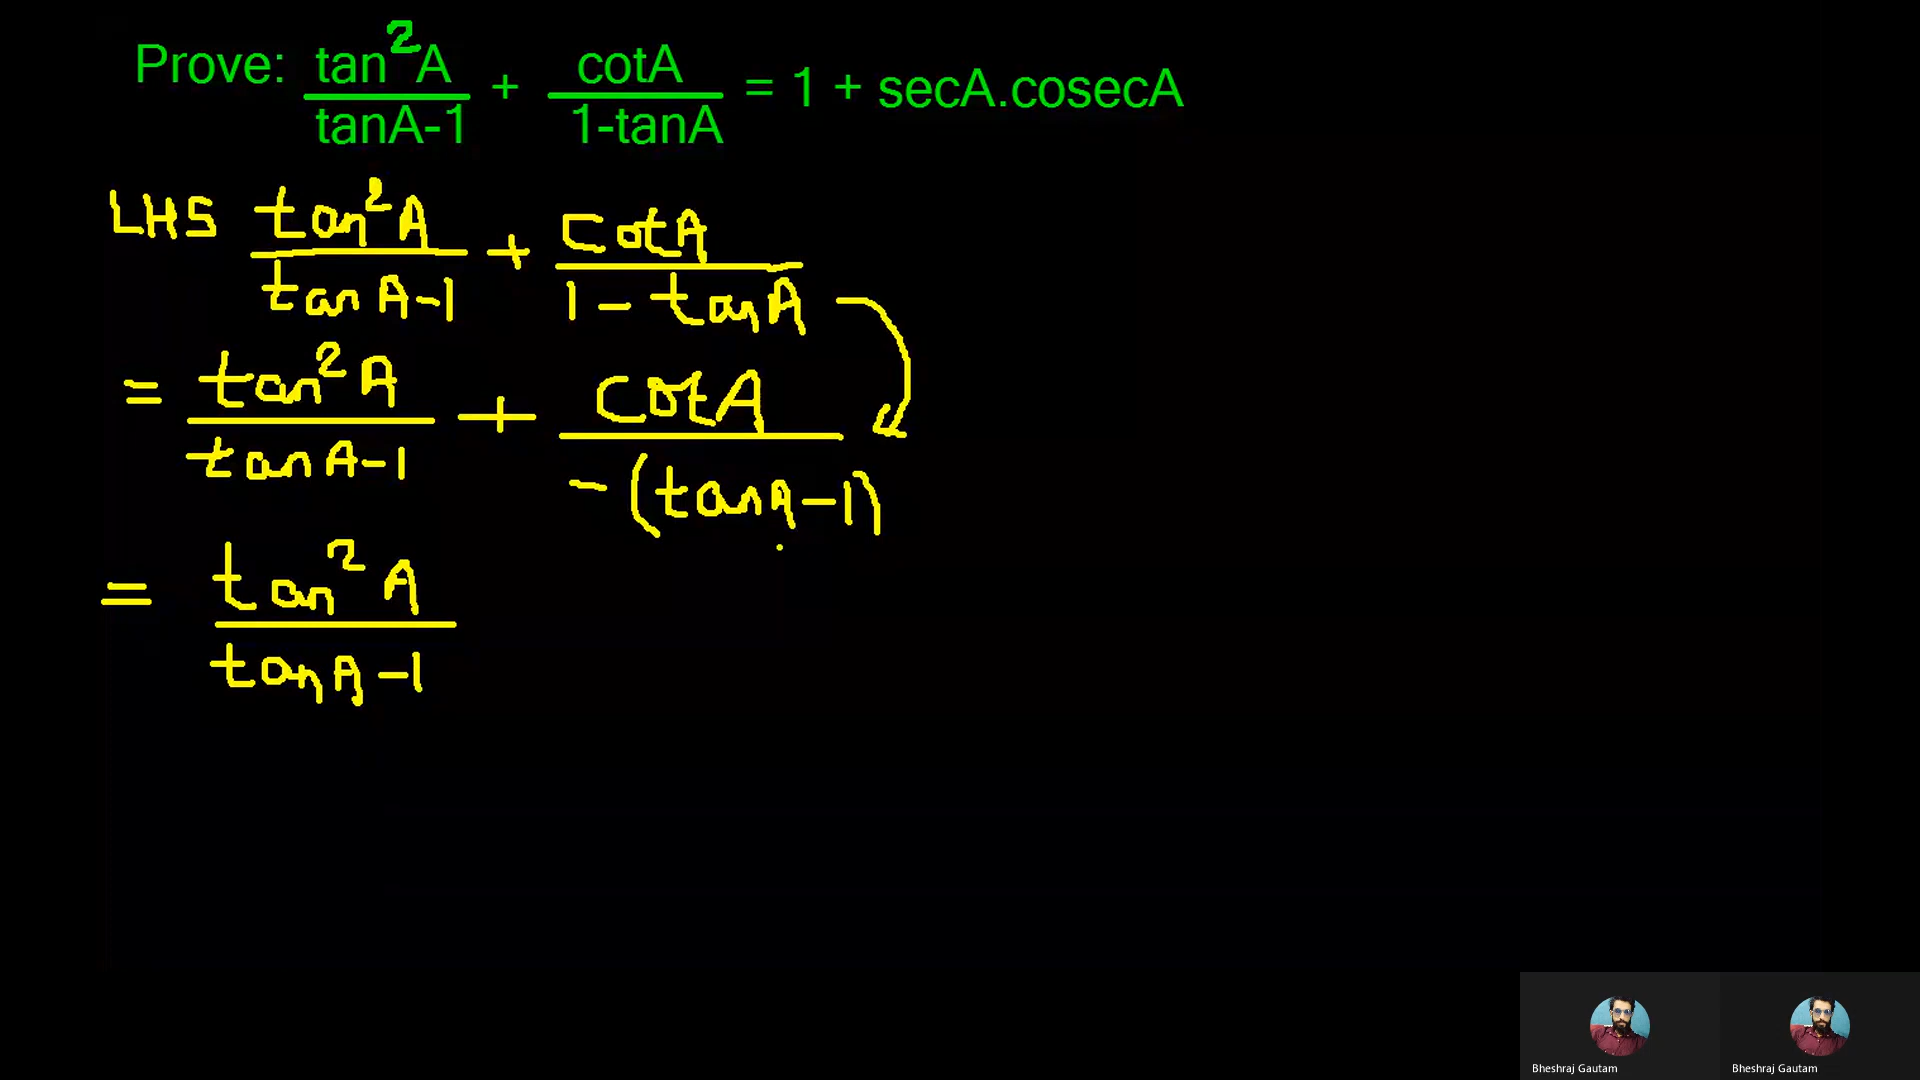 Prove: tan²A/tanA-1 + cotA/1-tanA = 1 + secA.cosecA
LHS tan²A/tanA-1 + cotA/1-tanA
= tan²A/tanA-1 + cotA/-(tanA-1)
= tan²A/tanA-1
Bheshraj Gautam
Bheshraj Gautam